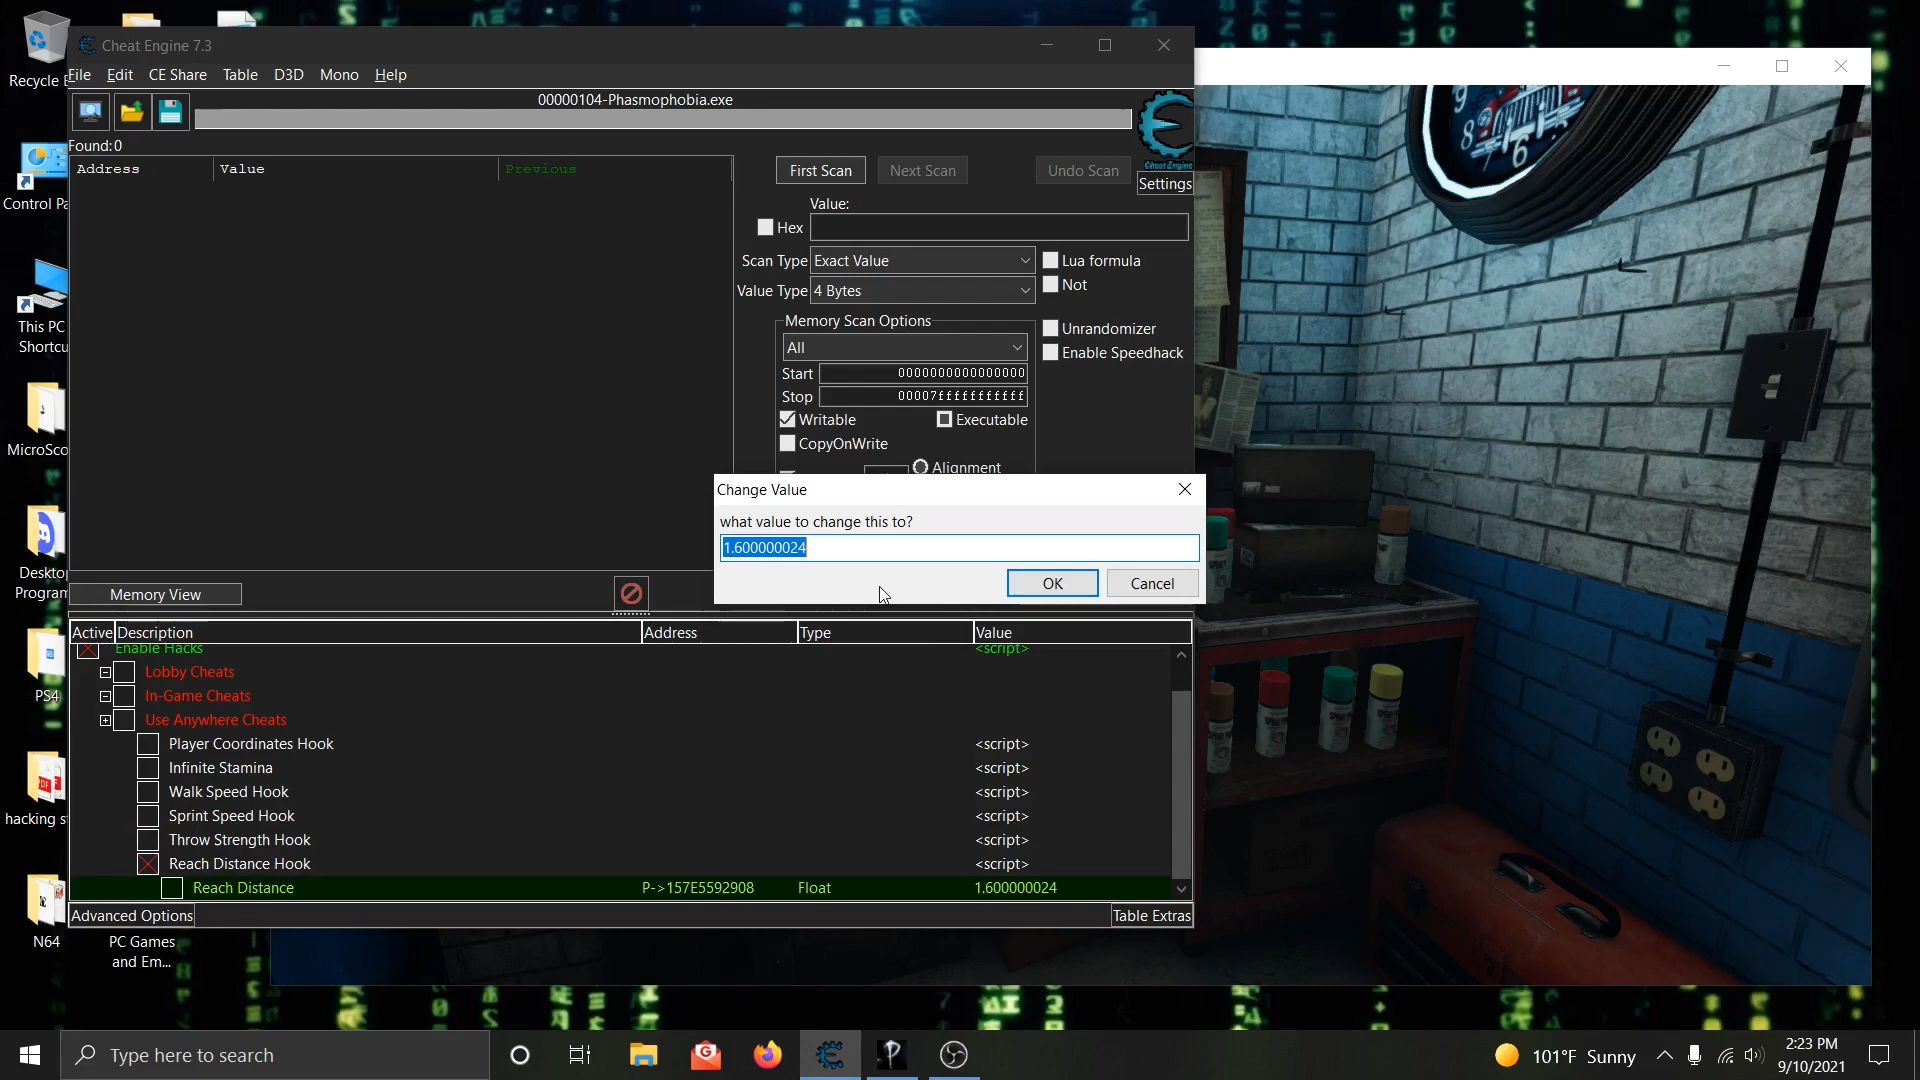 Cheat Engine 7.3
File Edit CE Share Table D3D Mono Help
00000104-Phasmophobia.exe
Cheat Engine
Found:0
Address Value Previous
First Scan Next Scan Undo Scan
Settings
Value:
Hex
Scan Type Exact Value
Lua formula
Value Type 4 Bytes
Not
Memory Scan Options
All
Unrandomizer
Enable Speedhack
Start 0000000000000000
Stop 00007fffffffffff
Writable Executable
CopyOnWrite
Alignment
Change Value
what value to change this to?
1.600000024
OK Cancel
Memory View
Active Description Address Type Value
Enable Hacks <script>
Lobby Cheats
In-Game Cheats
Use Anywhere Cheats
Player Coordinates Hook <script>
Infinite Stamina <script>
Walk Speed Hook <script>
Sprint Speed Hook <script>
Throw Strength Hook <script>
Reach Distance Hook <script>
Reach Distance P->157E5592908 Float 1.600000024
Advanced Options Table Extras
Recycle
Control Pa
This PC
Shortcu
MicroSco
Deskto
Program
PS4
hacking s
N64
PC Games
and Em...
9
8
6
Type here to search
101°F Sunny
2:23 PM
9/10/2021